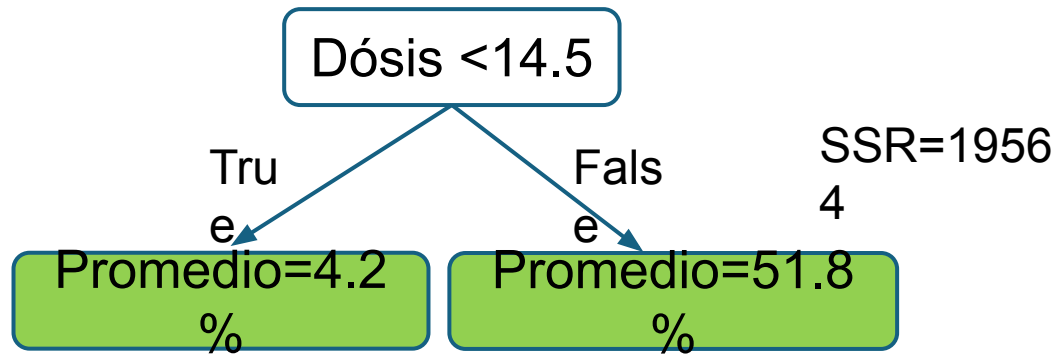 Dósis <14.5
Tru
e
Fals
e
SSR=1956
4
Promedio=4.2
%
Promedio=51.8
%